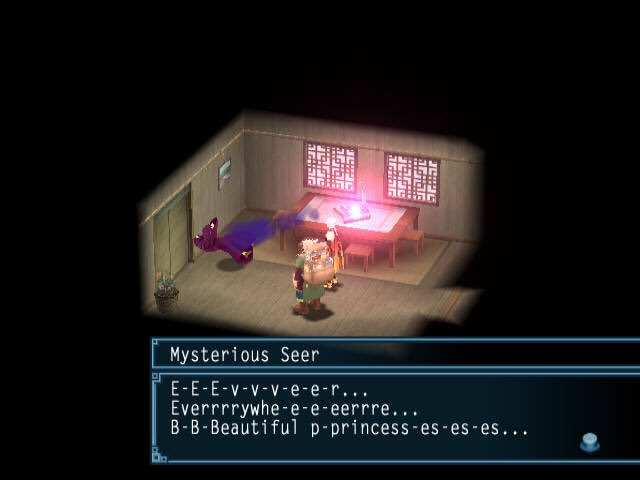 Mysterious Seer
E-E-E-v-v-v-e-e-r...
Everrrrywhe-e-e-eerrre...
B-B-Beautiful p-princess-es-es-es...